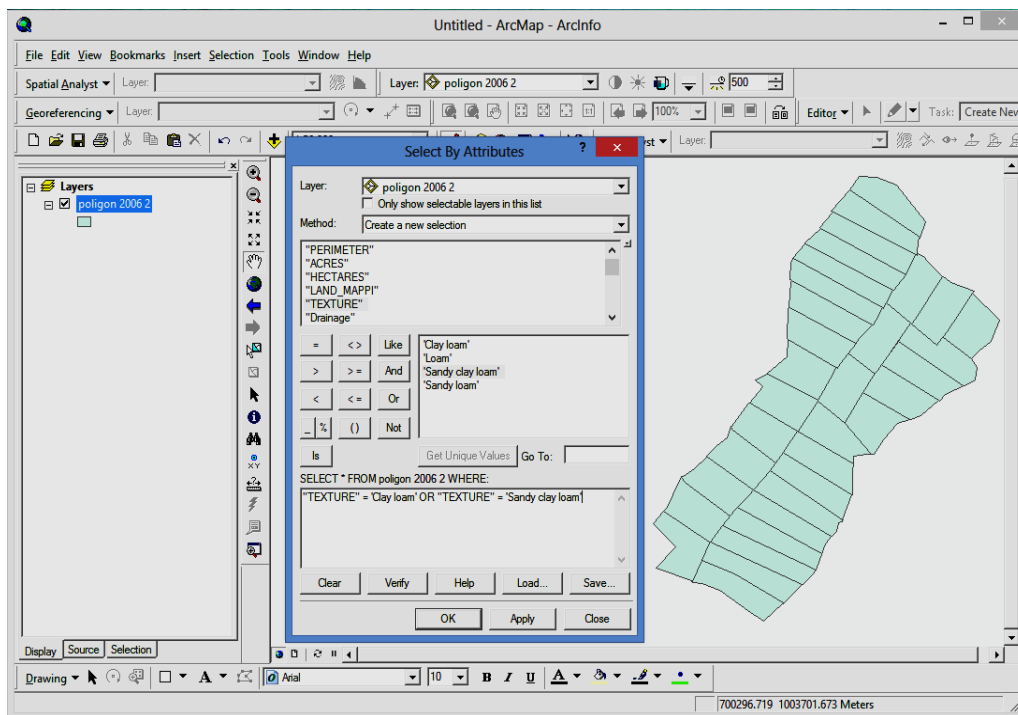 Untitled - ArcMap - ArcInfo
File Edit View Bookmarks Insert Selection Tools Window Help
Spatial Analyst Layer: Layer: poligon 2006 2 500
Georeferencing Layer: 1:1 100% Editor Task: Create New
Layer:
Layers
poligon 2006 2
Select By Attributes ?
Layer: poligon 2006 2
Only show selectable layers in this list
Method: Create a new selection
"PERIMETER"
"ACRES"
"HECTARES"
"LAND_MAPPI"
"TEXTURE"
"Drainage"
= <> Like
> >= And
< <= Or
_ % () Not
Is
'Clay loam'
'Loam'
'Sandy clay loam'
'Sandy loam'
Get Unique Values Go To:
SELECT * FROM poligon 2006 2 WHERE:
"TEXTURE" = 'Clay loam' OR "TEXTURE" = 'Sandy clay loam'
Clear Verify Help Load... Save...
OK Apply Close
XY
Display Source Selection
Drawing A Arial 10 B I U A
700296.719 1003701.673 Meters